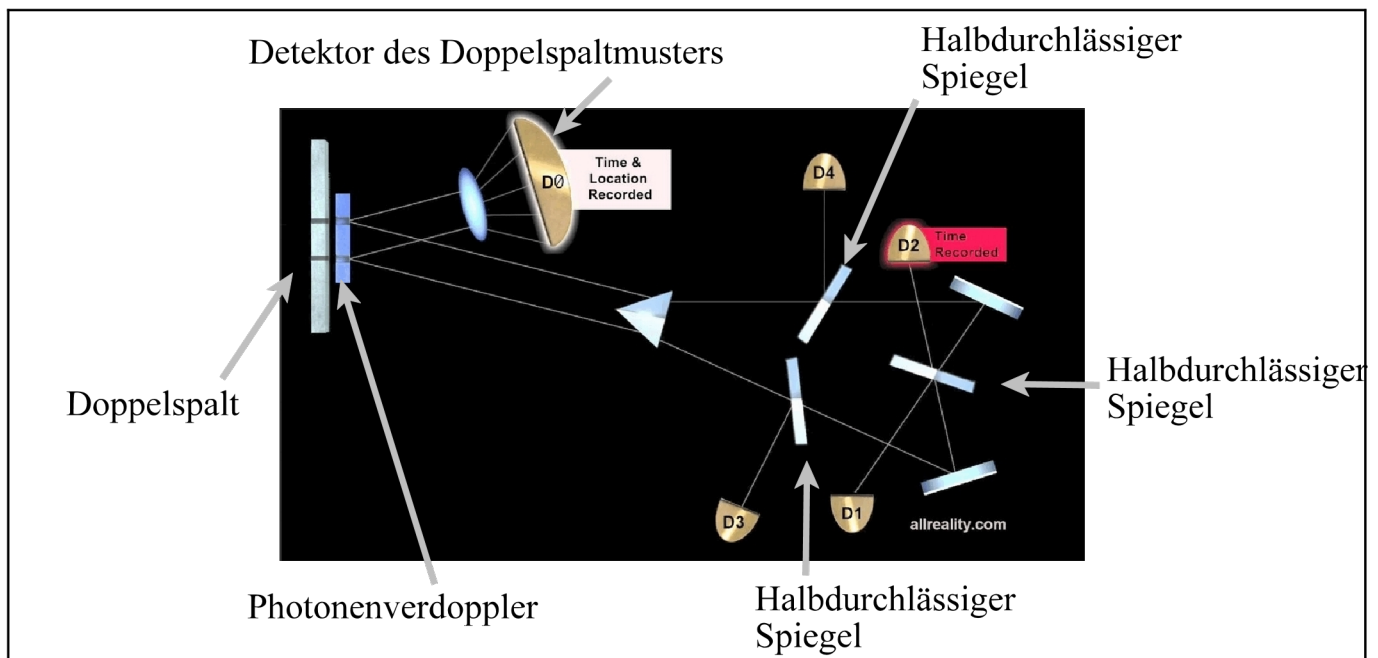 Detektor des Doppelspaltmusters
Halbdurchlässiger
Spiegel
D0
Time &
Location
Recorded
D4
D2
Time
Recorded
Doppelspalt
Halbdurchlässiger
Spiegel
D3
D1
allreality.com
Photonenverdoppler
Halbdurchlässiger
Spiegel